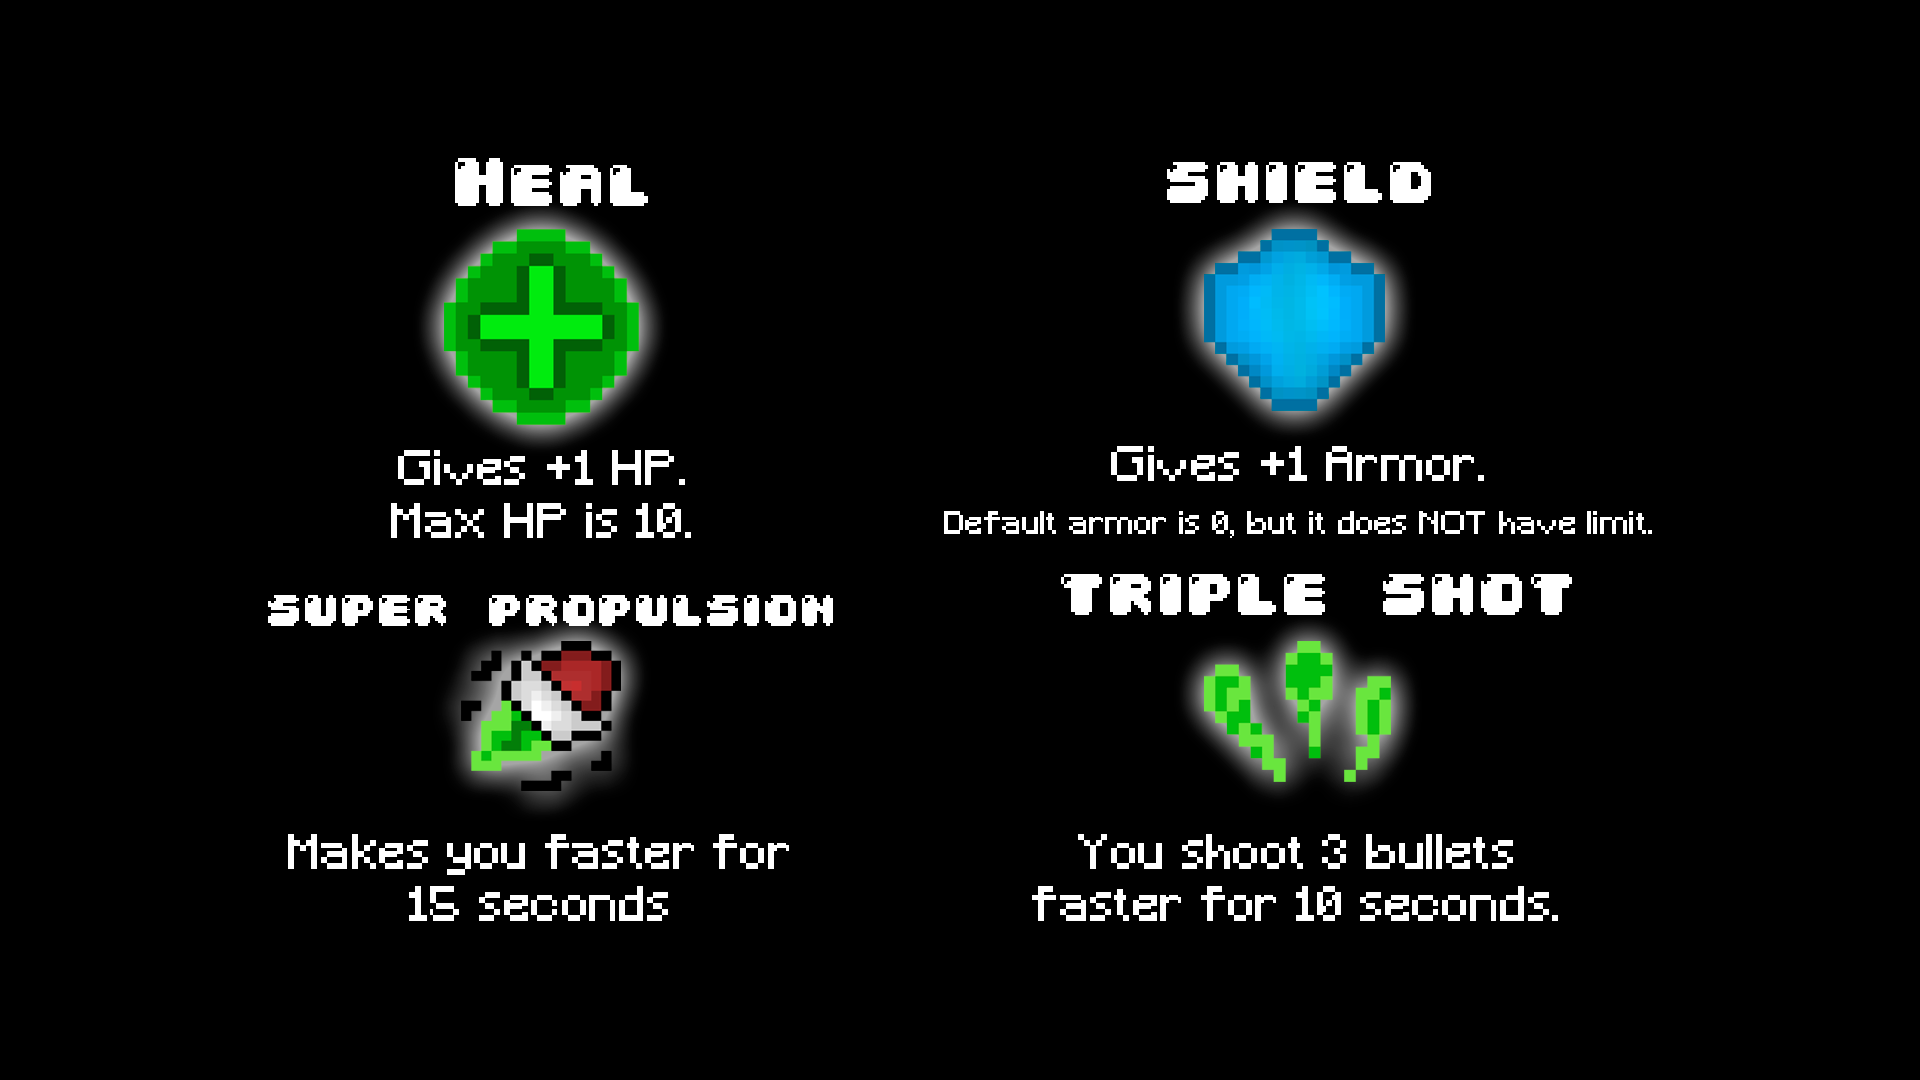 Heal
Gives +1 HP.
Max HP is 10.
SHIELD
Gives +1 Armor.
Default armor is 0, but it does NOT have limit.
SUPER PROPULSION
Makes you faster for
15 seconds
TRIPLE SHOT
You shoot 3 bullets
faster for 10 seconds.